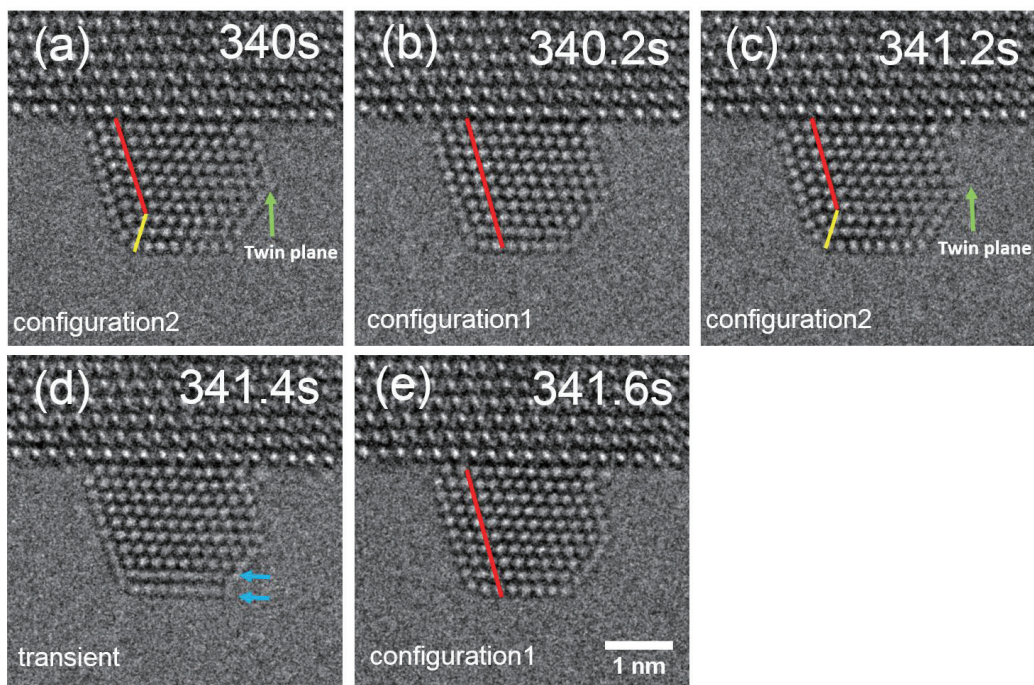 (a) 340s
Twin plane
configuration2
(b) 340.2s
configuration1
(c) 341.2s
Twin plane
configuration2
(d) 341.4s
transient
(e) 341.6s
configuration1
1 nm